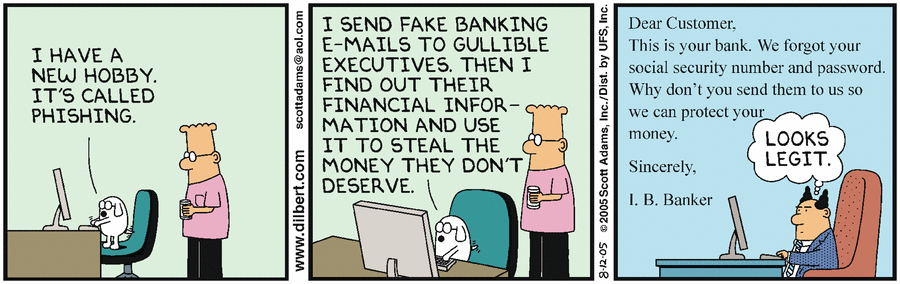 I HAVE A
NEW HOBBY.
IT'S CALLED
PHISHING.
www.dilbert.com
scottadams@aol.com
I SEND FAKE BANKING
E-MAILS TO GULLIBLE
EXECUTIVES. THEN I
FIND OUT THEIR
FINANCIAL INFOR-
MATION AND USE
IT TO STEAL THE
MONEY THEY DON'T
DESERVE.
8-12-05 ©2005 Scott Adams, Inc./Dist. by UFS, Inc.
Dear Customer,
This is your bank. We forgot your
social security number and password.
Why don't you send them to us so
we can protect your
money.
Sincerely,
I. B. Banker
LOOKS
LEGIT.